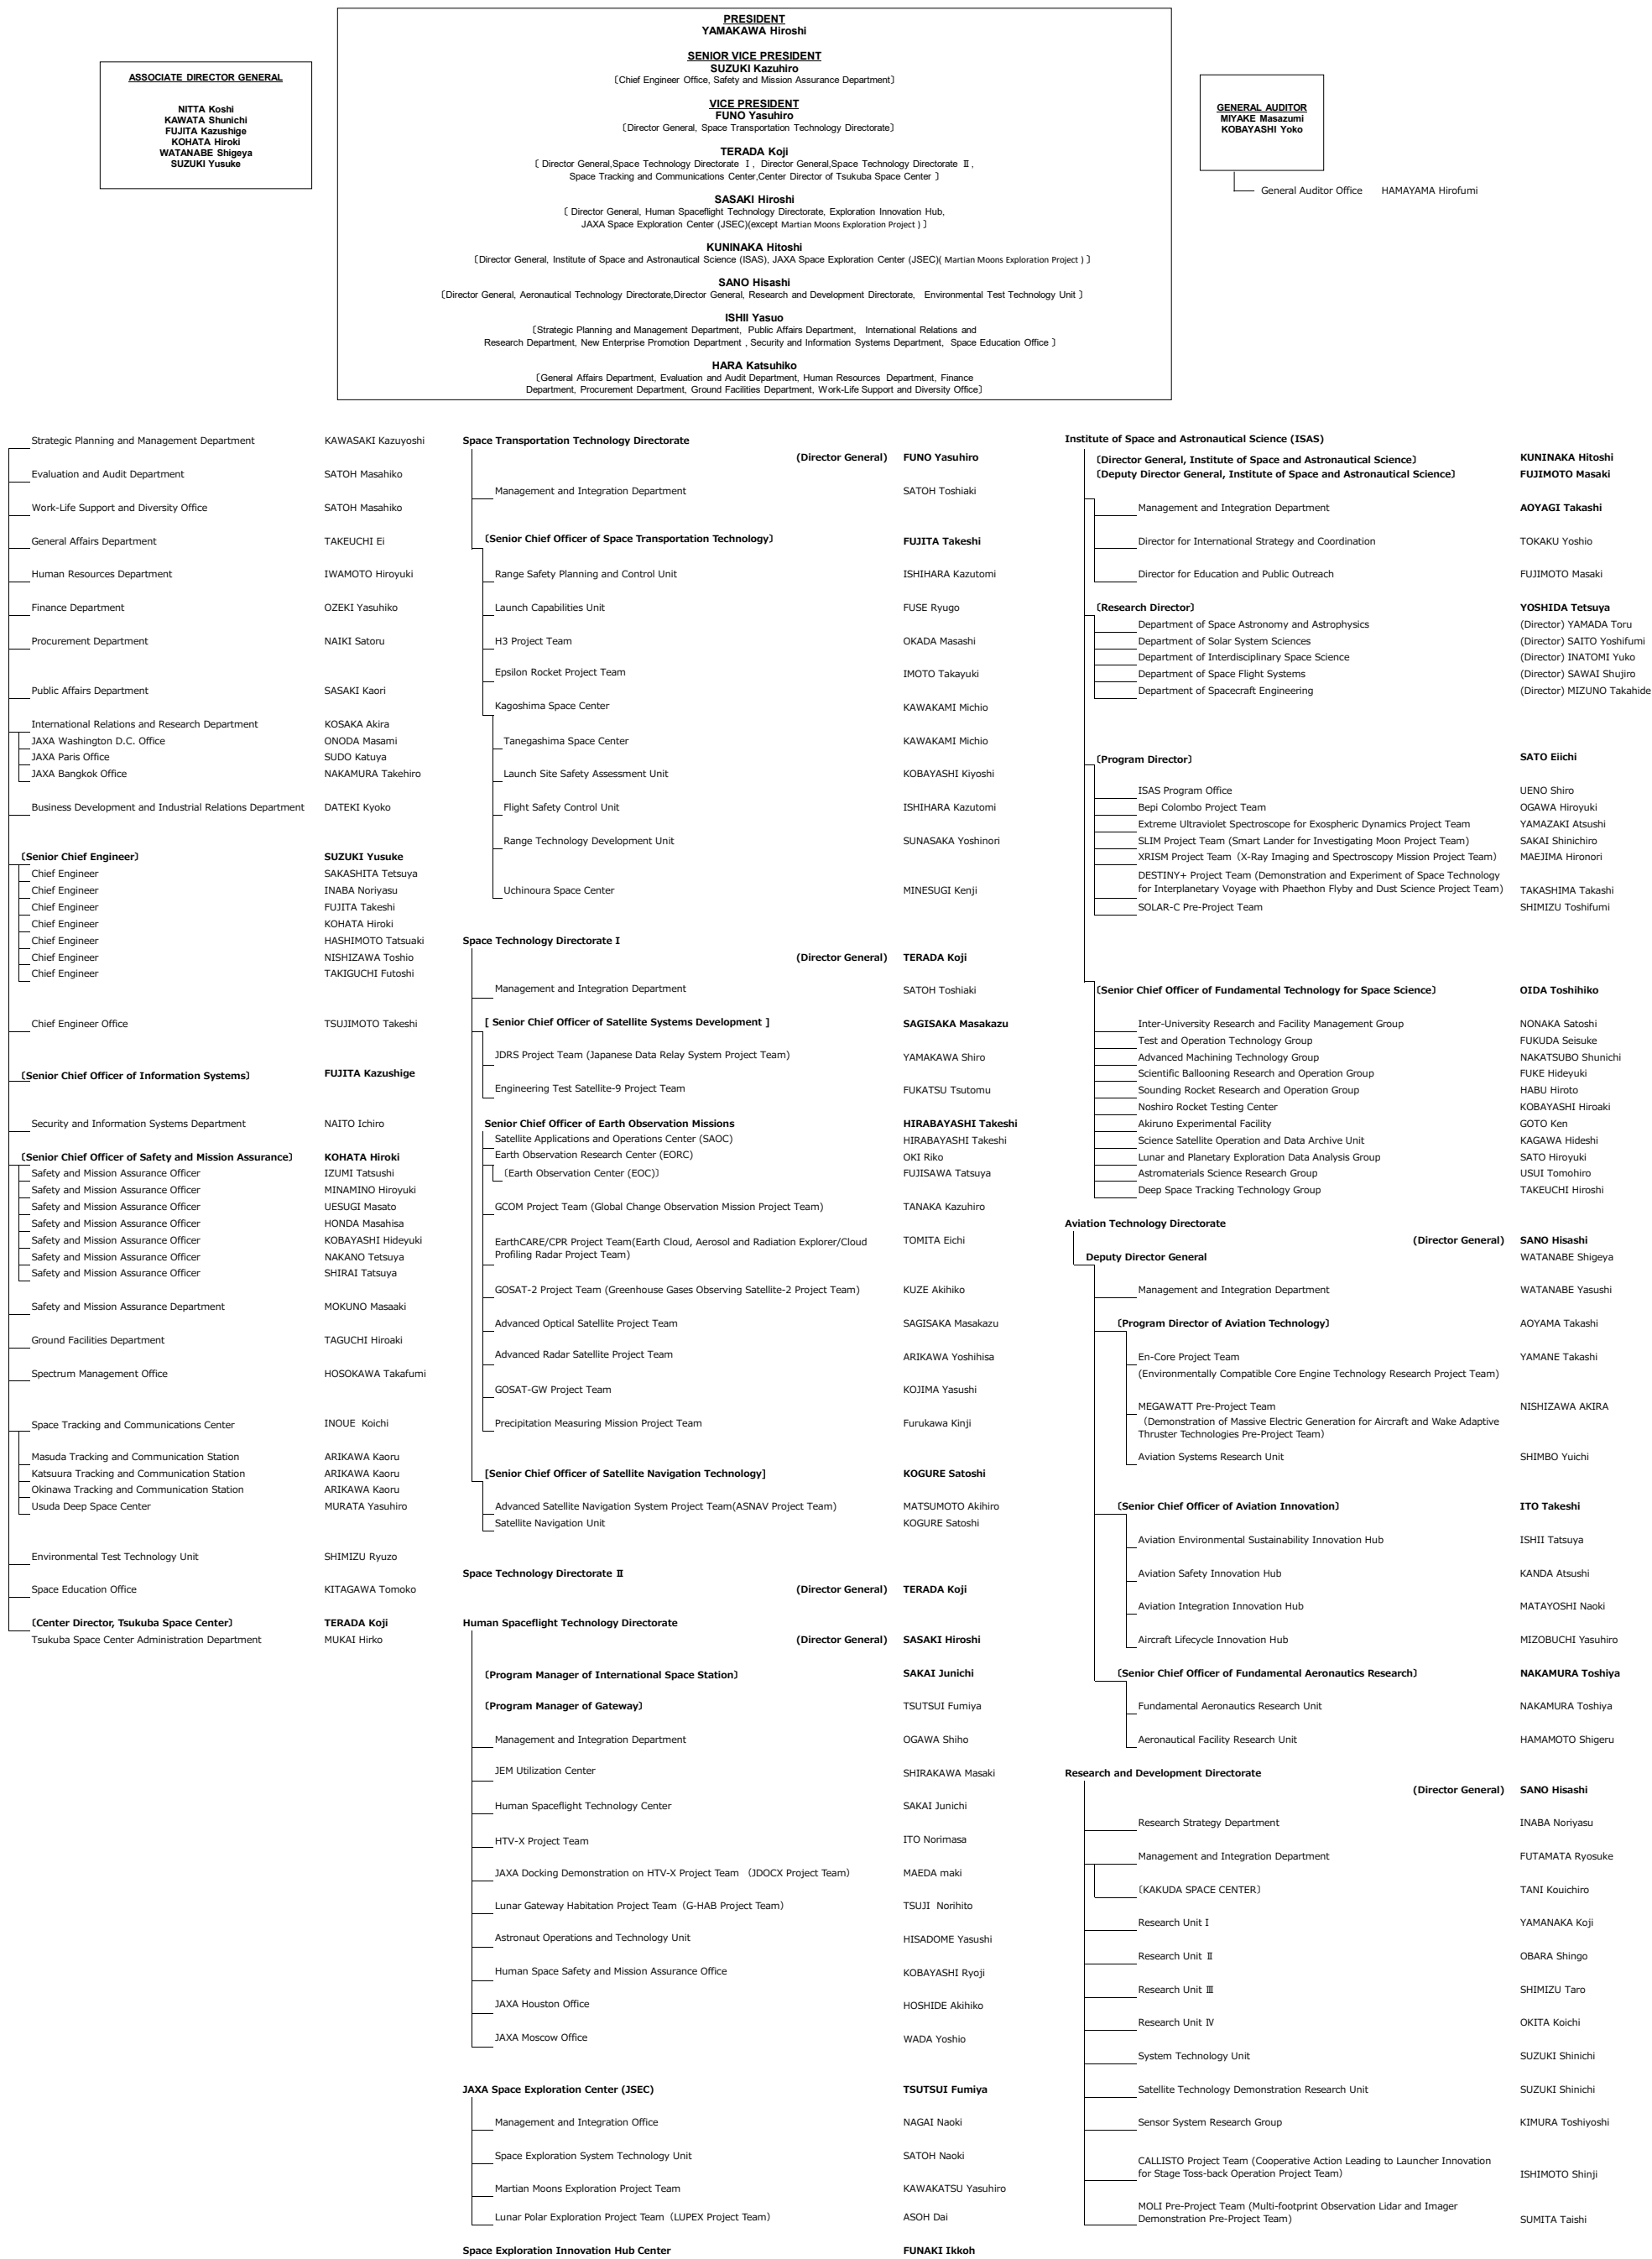 PRESIDENT
YAMAKAWA Hiroshi
SENIOR VICE PRESIDENT
SUZUKI Kazuhiro
〔Chief Engineer Office, Safety and Mission Assurance Department〕
VICE PRESIDENT
FUNO Yasuhiro
〔Director General, Space Transportation Technology Directorate〕
TERADA Koji
〔 Director General,Space Technology Directorate Ⅰ, Director General,Space Technology Directorate Ⅱ,
Space Tracking and Communications Center,Center Director of Tsukuba Space Center 〕
SASAKI Hiroshi
〔 Director General, Human Spaceflight Technology Directorate, Exploration Innovation Hub,
JAXA Space Exploration Center (JSEC)(except Martian Moons Exploration Project ) 〕
KUNINAKA Hitoshi
〔Director General, Institute of Space and Astronautical Science (ISAS), JAXA Space Exploration Center (JSEC)( Martian Moons Exploration Project ) 〕
SANO Hisashi
〔Director General, Aeronautical Technology Directorate,Director General, Research and Development Directorate, Environmental Test Technology Unit 〕
ISHII Yasuo
〔Strategic Planning and Management Department, Public Affairs Department, International Relations and
Research Department, New Enterprise Promotion Department , Security and Information Systems Department, Space Education Office 〕
HARA Katsuhiko
〔General Affairs Department, Evaluation and Audit Department, Human Resources Department, Finance
Department, Procurement Department, Ground Facilities Department, Work-Life Support and Diversity Office〕
ASSOCIATE DIRECTOR GENERAL
NITTA Koshi
KAWATA Shunichi
FUJITA Kazushige
KOHATA Hiroki
WATANABE Shigeya
SUZUKI Yusuke
GENERAL AUDITOR
MIYAKE Masazumi
KOBAYASHI Yoko
General Auditor Office HAMAYAMA Hirofumi
Strategic Planning and Management Department KAWASAKI Kazuyoshi
Evaluation and Audit Department SATOH Masahiko
Work-Life Support and Diversity Office SATOH Masahiko
General Affairs Department TAKEUCHI Ei
Human Resources Department IWAMOTO Hiroyuki
Finance Department OZEKI Yasuhiko
Procurement Department NAIKI Satoru
Public Affairs Department SASAKI Kaori
International Relations and Research Department KOSAKA Akira
JAXA Washington D.C. Office ONODA Masami
JAXA Paris Office SUDO Katuya
JAXA Bangkok Office NAKAMURA Takehiro
Business Development and Industrial Relations Department DATEKI Kyoko
〔Senior Chief Engineer〕 SUZUKI Yusuke
Chief Engineer SAKASHITA Tetsuya
Chief Engineer INABA Noriyasu
Chief Engineer FUJITA Takeshi
Chief Engineer KOHATA Hiroki
Chief Engineer HASHIMOTO Tatsuaki
Chief Engineer NISHIZAWA Toshio
Chief Engineer TAKIGUCHI Futoshi
Chief Engineer Office TSUJIMOTO Takeshi
〔Senior Chief Officer of Information Systems〕 FUJITA Kazushige
Security and Information Systems Department NAITO Ichiro
〔Senior Chief Officer of Safety and Mission Assurance〕 KOHATA Hiroki
Safety and Mission Assurance Officer IZUMI Tatsushi
Safety and Mission Assurance Officer MINAMINO Hiroyuki
Safety and Mission Assurance Officer UESUGI Masato
Safety and Mission Assurance Officer HONDA Masahisa
Safety and Mission Assurance Officer KOBAYASHI Hideyuki
Safety and Mission Assurance Officer NAKANO Tetsuya
Safety and Mission Assurance Officer SHIRAI Tatsuya
Safety and Mission Assurance Department MOKUNO Masaaki
Ground Facilities Department TAGUCHI Hiroaki
Spectrum Management Office HOSOKAWA Takafumi
Space Tracking and Communications Center INOUE Koichi
Masuda Tracking and Communication Station ARIKAWA Kaoru
Katsuura Tracking and Communication Station ARIKAWA Kaoru
Okinawa Tracking and Communication Station ARIKAWA Kaoru
Usuda Deep Space Center MURATA Yasuhiro
Environmental Test Technology Unit SHIMIZU Ryuzo
Space Education Office KITAGAWA Tomoko
〔Center Director, Tsukuba Space Center〕 TERADA Koji
Tsukuba Space Center Administration Department MUKAI Hirko
Space Transportation Technology Directorate
(Director General) FUNO Yasuhiro
Management and Integration Department SATOH Toshiaki
〔Senior Chief Officer of Space Transportation Technology〕 FUJITA Takeshi
Range Safety Planning and Control Unit ISHIHARA Kazutomi
Launch Capabilities Unit FUSE Ryugo
H3 Project Team OKADA Masashi
Epsilon Rocket Project Team IMOTO Takayuki
Kagoshima Space Center KAWAKAMI Michio
Tanegashima Space Center KAWAKAMI Michio
Launch Site Safety Assessment Unit KOBAYASHI Kiyoshi
Flight Safety Control Unit ISHIHARA Kazutomi
Range Technology Development Unit SUNASAKA Yoshinori
Uchinoura Space Center MINESUGI Kenji
Space Technology Directorate I
(Director General) TERADA Koji
Management and Integration Department SATOH Toshiaki
[ Senior Chief Officer of Satellite Systems Development ] SAGISAKA Masakazu
JDRS Project Team (Japanese Data Relay System Project Team) YAMAKAWA Shiro
Engineering Test Satellite-9 Project Team FUKATSU Tsutomu
Senior Chief Officer of Earth Observation Missions HIRABAYASHI Takeshi
Satellite Applications and Operations Center (SAOC) HIRABAYASHI Takeshi
Earth Observation Research Center (EORC) OKI Riko
〔Earth Observation Center (EOC)〕 FUJISAWA Tatsuya
GCOM Project Team (Global Change Observation Mission Project Team) TANAKA Kazuhiro
EarthCARE/CPR Project Team(Earth Cloud, Aerosol and Radiation Explorer/Cloud TOMITA Eichi
Profiling Radar Project Team)
GOSAT-2 Project Team (Greenhouse Gases Observing Satellite-2 Project Team) KUZE Akihiko
Advanced Optical Satellite Project Team SAGISAKA Masakazu
Advanced Radar Satellite Project Team ARIKAWA Yoshihisa
GOSAT-GW Project Team KOJIMA Yasushi
Precipitation Measuring Mission Project Team Furukawa Kinji
[Senior Chief Officer of Satellite Navigation Technology] KOGURE Satoshi
Advanced Satellite Navigation System Project Team(ASNAV Project Team) MATSUMOTO Akihiro
Satellite Navigation Unit KOGURE Satoshi
Space Technology Directorate Ⅱ
(Director General) TERADA Koji
Human Spaceflight Technology Directorate
(Director General) SASAKI Hiroshi
〔Program Manager of International Space Station〕 SAKAI Junichi
〔Program Manager of Gateway〕 TSUTSUI Fumiya
Management and Integration Department OGAWA Shiho
JEM Utilization Center SHIRAKAWA Masaki
Human Spaceflight Technology Center SAKAI Junichi
HTV-X Project Team ITO Norimasa
JAXA Docking Demonstration on HTV-X Project Team （JDOCX Project Team） MAEDA maki
Lunar Gateway Habitation Project Team（G-HAB Project Team） TSUJI Norihito
Astronaut Operations and Technology Unit HISADOME Yasushi
Human Space Safety and Mission Assurance Office KOBAYASHI Ryoji
JAXA Houston Office HOSHIDE Akihiko
JAXA Moscow Office WADA Yoshio
JAXA Space Exploration Center (JSEC) TSUTSUI Fumiya
Management and Integration Office NAGAI Naoki
Space Exploration System Technology Unit SATOH Naoki
Martian Moons Exploration Project Team KAWAKATSU Yasuhiro
Lunar Polar Exploration Project Team（LUPEX Project Team） ASOH Dai
Space Exploration Innovation Hub Center FUNAKI Ikkoh
Institute of Space and Astronautical Science (ISAS)
〔Director General, Institute of Space and Astronautical Science〕 KUNINAKA Hitoshi
〔Deputy Director General, Institute of Space and Astronautical Science〕 FUJIMOTO Masaki
Management and Integration Department AOYAGI Takashi
Director for International Strategy and Coordination TOKAKU Yoshio
Director for Education and Public Outreach FUJIMOTO Masaki
〔Research Director〕 YOSHIDA Tetsuya
Department of Space Astronomy and Astrophysics (Director) YAMADA Toru
Department of Solar System Sciences (Director) SAITO Yoshifumi
Department of Interdisciplinary Space Science (Director) INATOMI Yuko
Department of Space Flight Systems (Director) SAWAI Shujiro
Department of Spacecraft Engineering (Director) MIZUNO Takahide
〔Program Director〕 SATO Eiichi
ISAS Program Office UENO Shiro
Bepi Colombo Project Team OGAWA Hiroyuki
Extreme Ultraviolet Spectroscope for Exospheric Dynamics Project Team YAMAZAKI Atsushi
SLIM Project Team (Smart Lander for Investigating Moon Project Team) SAKAI Shinichiro
XRISM Project Team（X-Ray Imaging and Spectroscopy Mission Project Team） MAEJIMA Hironori
DESTINY+ Project Team (Demonstration and Experiment of Space Technology
for Interplanetary Voyage with Phaethon Flyby and Dust Science Project Team) TAKASHIMA Takashi
SOLAR-C Pre-Project Team SHIMIZU Toshifumi
〔Senior Chief Officer of Fundamental Technology for Space Science〕 OIDA Toshihiko
Inter-University Research and Facility Management Group NONAKA Satoshi
Test and Operation Technology Group FUKUDA Seisuke
Advanced Machining Technology Group NAKATSUBO Shunichi
Scientific Ballooning Research and Operation Group FUKE Hideyuki
Sounding Rocket Research and Operation Group HABU Hiroto
Noshiro Rocket Testing Center KOBAYASHI Hiroaki
Akiruno Experimental Facility GOTO Ken
Science Satellite Operation and Data Archive Unit KAGAWA Hideshi
Lunar and Planetary Exploration Data Analysis Group SATO Hiroyuki
Astromaterials Science Research Group USUI Tomohiro
Deep Space Tracking Technology Group TAKEUCHI Hiroshi
Aviation Technology Directorate
(Director General) SANO Hisashi
Deputy Director General WATANABE Shigeya
Management and Integration Department WATANABE Yasushi
〔Program Director of Aviation Technology〕 AOYAMA Takashi
En-Core Project Team YAMANE Takashi
(Environmentally Compatible Core Engine Technology Research Project Team)
MEGAWATT Pre-Project Team NISHIZAWA AKIRA
（Demonstration of Massive Electric Generation for Aircraft and Wake Adaptive
Thruster Technologies Pre-Project Team）
Aviation Systems Research Unit SHIMBO Yuichi
〔Senior Chief Officer of Aviation Innovation〕 ITO Takeshi
Aviation Environmental Sustainability Innovation Hub ISHII Tatsuya
Aviation Safety Innovation Hub KANDA Atsushi
Aviation Integration Innovation Hub MATAYOSHI Naoki
Aircraft Lifecycle Innovation Hub MIZOBUCHI Yasuhiro
〔Senior Chief Officer of Fundamental Aeronautics Research〕 NAKAMURA Toshiya
Fundamental Aeronautics Research Unit NAKAMURA Toshiya
Aeronautical Facility Research Unit HAMAMOTO Shigeru
Research and Development Directorate
(Director General) SANO Hisashi
Research Strategy Department INABA Noriyasu
Management and Integration Department FUTAMATA Ryosuke
〔KAKUDA SPACE CENTER〕 TANI Kouichiro
Research Unit I YAMANAKA Koji
Research Unit Ⅱ OBARA Shingo
Research Unit Ⅲ SHIMIZU Taro
Research Unit Ⅳ OKITA Koichi
System Technology Unit SUZUKI Shinichi
Satellite Technology Demonstration Research Unit SUZUKI Shinichi
Sensor System Research Group KIMURA Toshiyoshi
CALLISTO Project Team (Cooperative Action Leading to Launcher Innovation
for Stage Toss-back Operation Project Team） ISHIMOTO Shinji
MOLI Pre-Project Team (Multi-footprint Observation Lidar and Imager
Demonstration Pre-Project Team) SUMITA Taishi